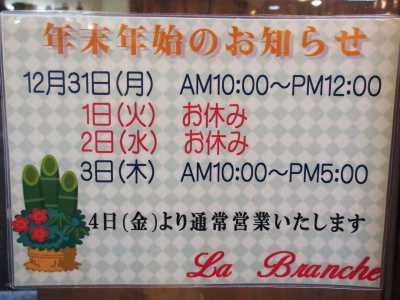 年末年始のお知らせ
12月31日(月) AM10:00～PM12:00
1日(火) お休み
2日(水) お休み
3日(木) AM10:00～PM5:00
4日(金)より通常営業いたします
La Branche